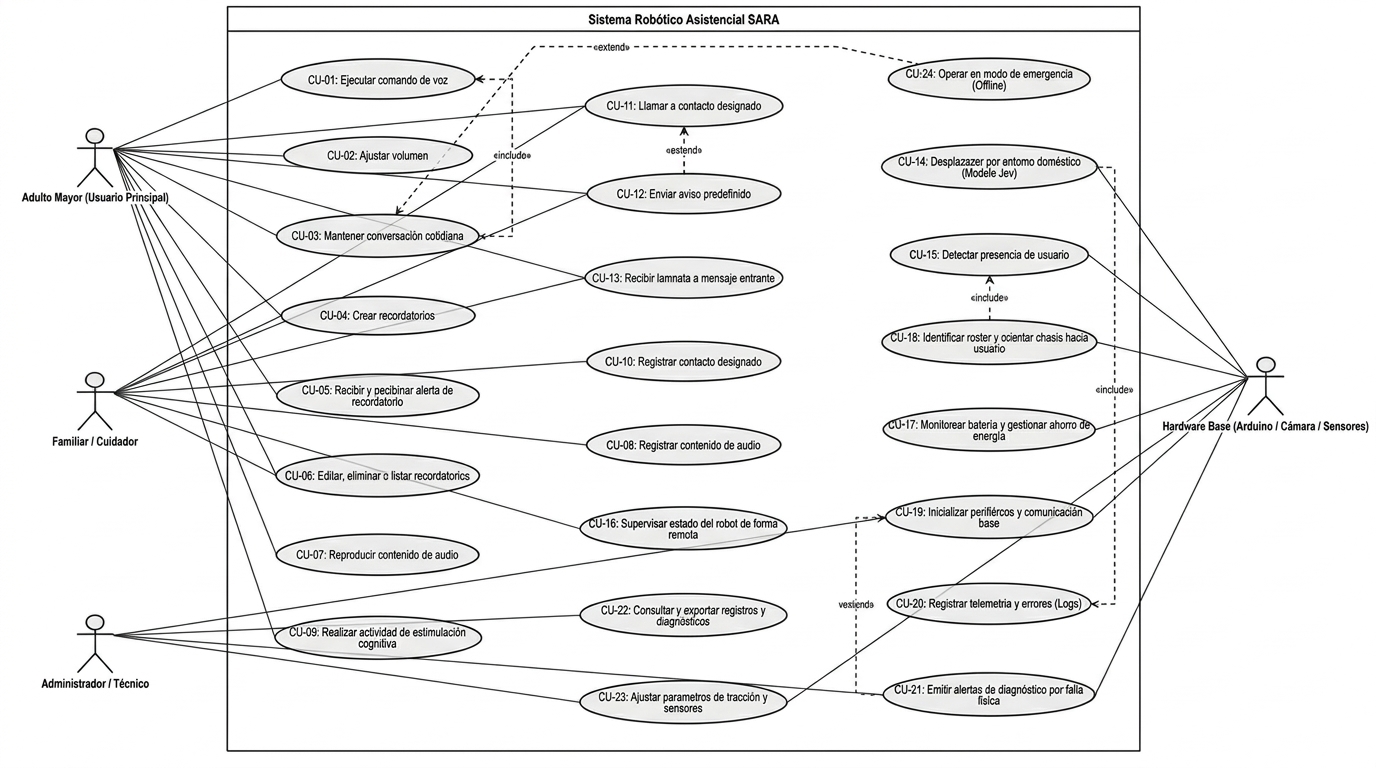 Sistema Robótico Asistencial SARA
«extend»
CU-01: Ejecutar comando de voz
CU:24: Operar en modo de emergencia
(Offline)
CU-11: Llamar a contacto designado
CU-02: Ajustar volumen
«include»
«estend»
CU-14: Desplazazer por entomo doméstico
(Modele Jev)
Adulto Mayor (Usuario Principal)
CU-12: Enviar aviso predefinido
CU-03: Mantener conversación cotidiana
CU-15: Detectar presencia de usuario
CU-13: Recibir lamnata a mensaje entrante
«include»
CU-04: Crear recordatorios
CU-18: Identificar roster y ocientar chasis hacia
usuario
CU-10: Registrar contacto designado
CU-05: Recibir y pecibinar alerta de
recordatorlo
«include»
Familiar / Cuidador
CU-17: Monitorear bateria y gestionar ahorro de
energía
Hardware Base (Arduino / Cámara / Sensores)
CU-08: Registrar contenido de audio
CU-06: Editar, eliminar o listar recordatorics
CU-16: Supervisar estado del robot de forma
remota
CU-19: Inicializar perifiércos y comunicación
base
CU-07: Reproducir contenido de audio
vextends
CU-20: Registrar telemetria y errores (Logs)
CU-22: Consultar y exportar registros y
diagnòsticos
CU-09: Realizar actividad de estimulación
cognitiva
Administrador / Técnico
CU-23: Ajustar parametros de tracción y
sensores
CU-21: Emitir alertas de diagnóstico por falla
física